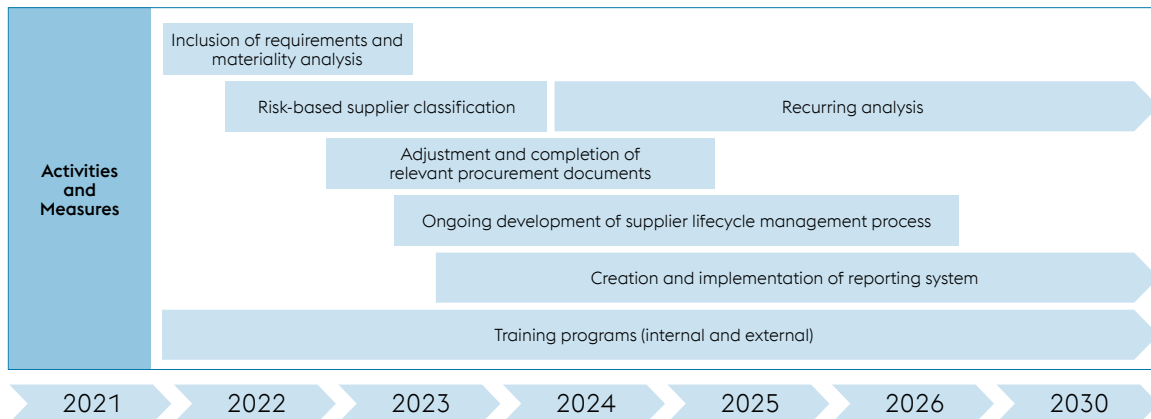 Inclusion of requirements and
materiality analysis
Risk-based supplier classification
Recurring analysis
Adjustment and completion of
relevant procurement documents
Activities
and
Measures
Ongoing development of supplier lifecycle management process
Creation and implementation of reporting system
Training programs (internal and external)
2021 2022 2023 2024 2025 2026 2030